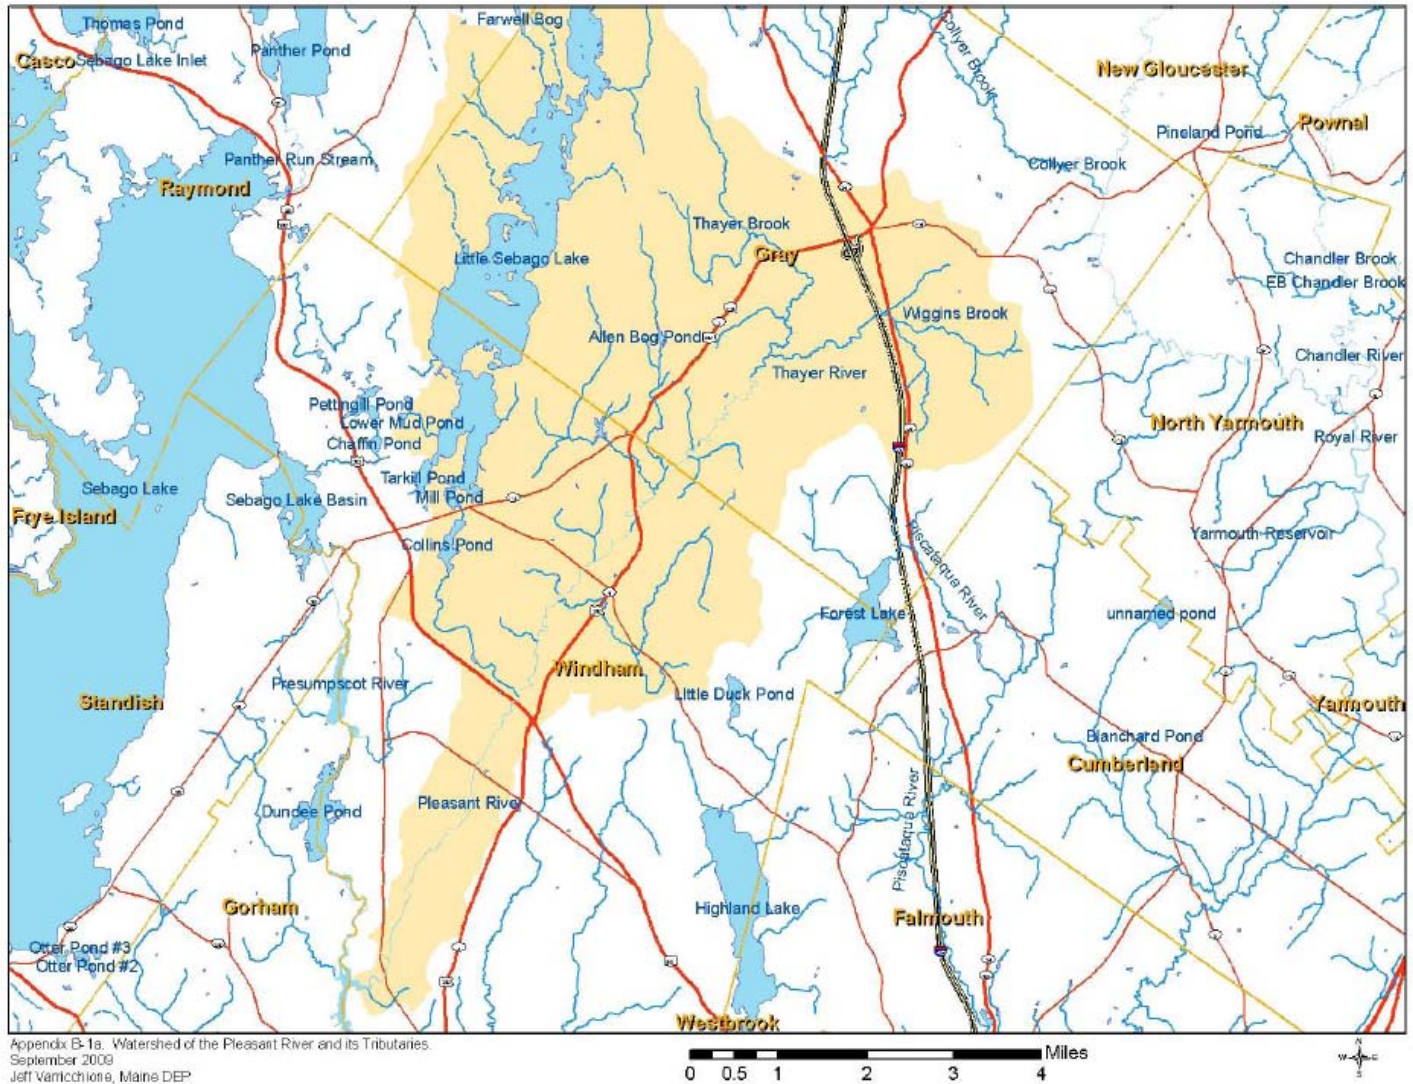 Thomas Pond
Farwell Bog
Collyer Brook
Panther Pond
Casco
Sebago Lake Inlet
New Gloucester
Pownal
Pineland Pond
Panther Run Stream
Collyer Brook
Raymond
Thayer Brook
Gray
Little Sebago Lake
Chandler Brook
EB Chandler Brook
Wiggins Brook
Allen Bog Pond
Chandler River
Thayer River
Pettingill Pond
Lower Mud Pond
Chaffin Pond
North Yarmouth
Royal River
Tarkill Pond
Mill Pond
Sebago Lake
Sebago Lake Basin
Frye Island
Collins Pond
Piscataqua River
Yarmouth Reservoir
Forest Lake
unnamed pond
Windham
Presumpscot River
Little Duck Pond
Standish
Yarmouth
Blanchard Pond
Cumberland
Pleasant River
Dundee Pond
Piscataqua River
Gorham
Highland Lake
Falmouth
Otter Pond #3
Otter Pond #2
Westbrook
Appendix B-1a. Watershed of the Pleasant River and its Tributaries.
September 2009
Jeff Varricchione, Maine DEP
Miles
0 0.5 1 2 3 4
N
W E
S